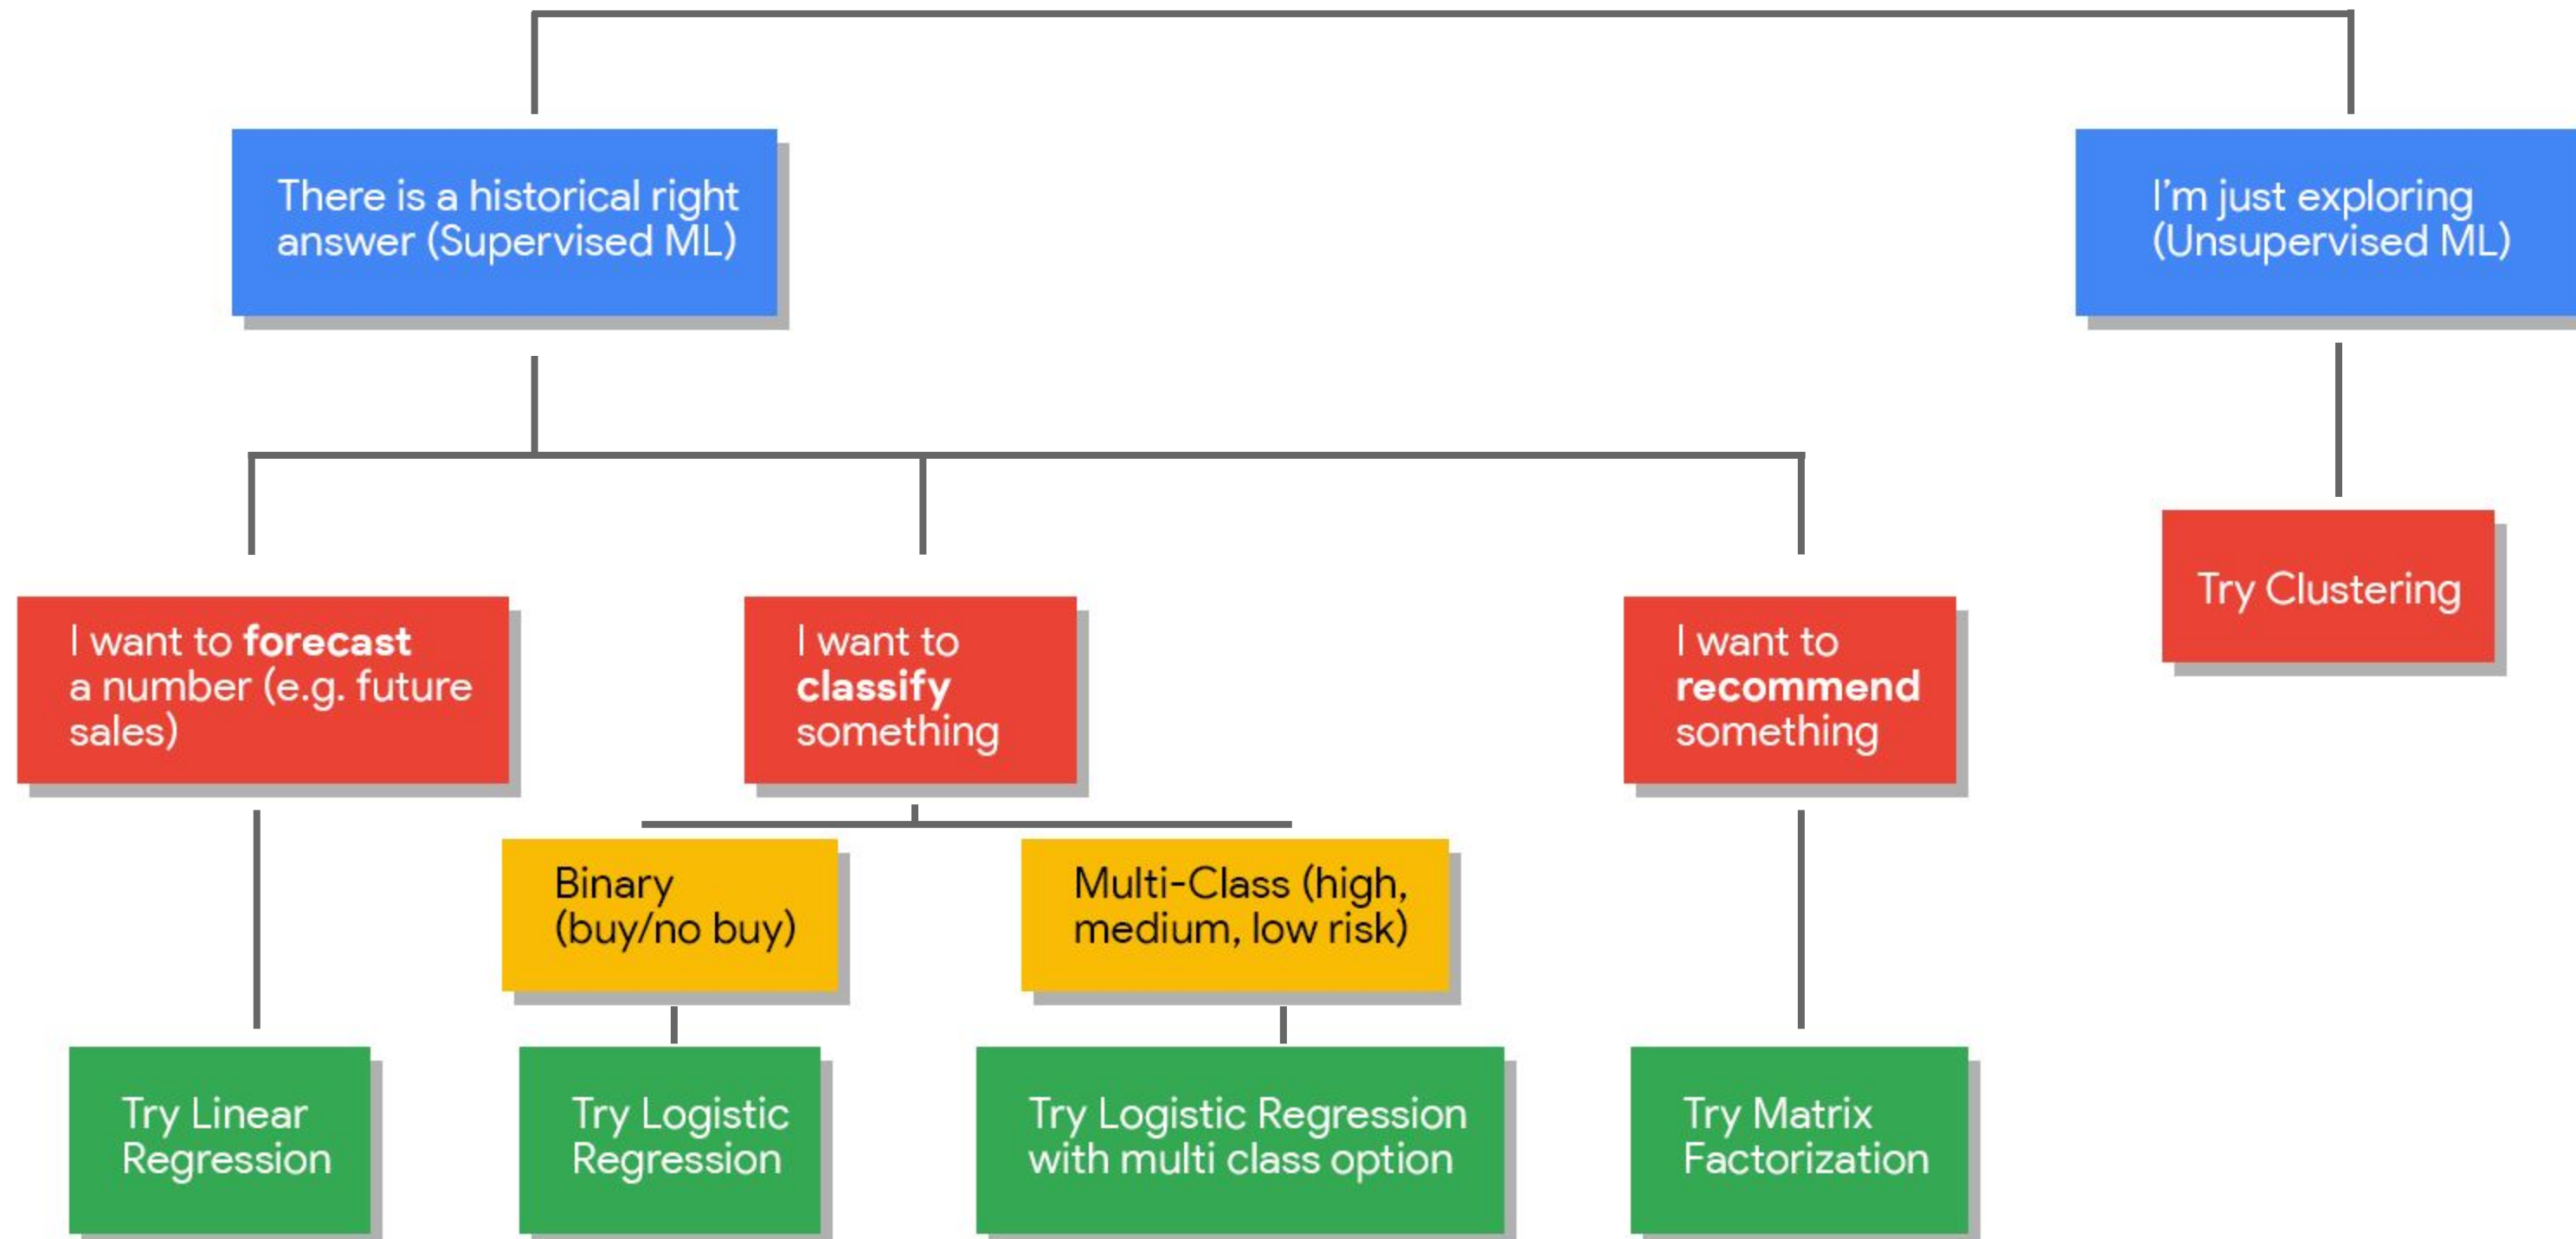 There is a historical right
answer (Supervised ML)
I’m just exploring
(Unsupervised ML)
Try Clustering
I want to forecast
a number (e.g. future
sales)
I want to
classify
something
I want to
recommend
something
Binary
(buy/no buy)
Multi-Class (high,
medium, low risk)
Try Linear
Regression
Try Logistic
Regression
Try Logistic Regression
with multi class option
Try Matrix
Factorization